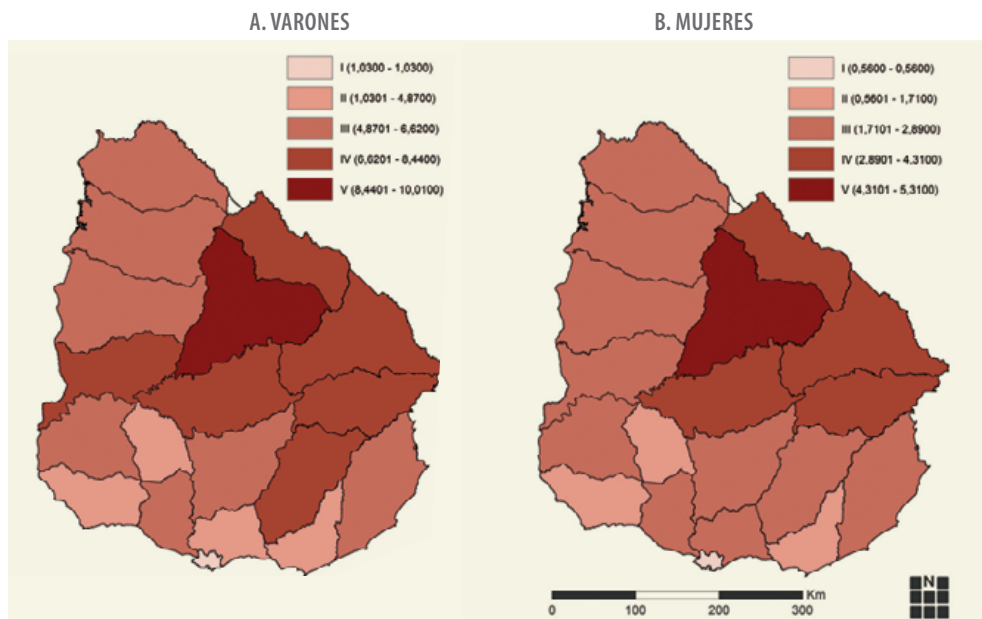 A. VARONES
I (1,0300 - 1,0300)
II (1,0301 - 4,8700)
III (4,8701 - 6,6200)
IV (6,6201 - 8,4400)
V (8,4401 - 10,0100)
B. MUJERES
I (0,5600 - 0,5600)
II (0,5601 - 1,7100)
III (1,7101 - 2,8900)
IV (2.8901 - 4.3100)
V (4,3101 - 5,3100)
0 100 200 300 Km
N